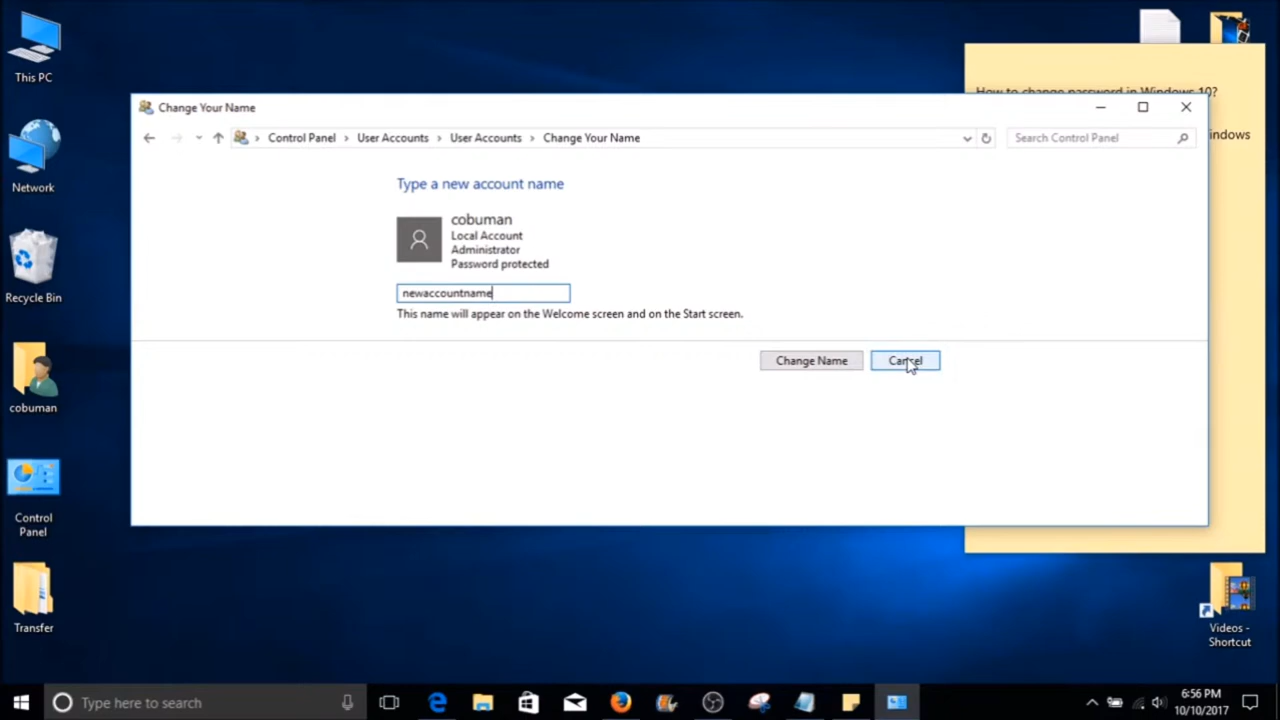 This PC
Network
Recycle Bin
cobuman
Control
Panel
Transfer
How to change password in Windows 10?
indows
Change Your Name
Control Panel
User Accounts
User Accounts
Change Your Name
Search Control Panel
Type a new account name
cobuman
Local Account
Administrator
Password protected
newaccountname
This name will appear on the Welcome screen and on the Start screen.
Change Name
Cancel
Videos -
Shortcut
Type here to search
6:56 PM
10/10/2017